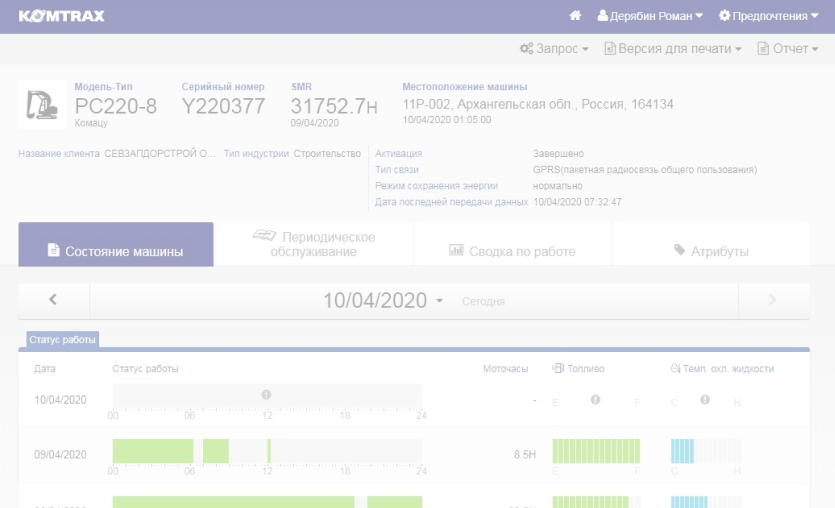 KOMTRAX
Дерябин Роман Предпочтения
Запрос Версия для печати Отчет
Модель-Тип Серийный номер SMR Местоположение машины
PC220-8 Y220377 31752.7H 11Р-002, Архангельская обл., Россия, 164134
Комацу 09/04/2020 10/04/2020 01:05:00
Название клиента СЕВЗАПДОРСТРОЙ О... Тип индустрии Строительство Активация Завершено
Тип связи GPRS(пакетная радиосвязь общего пользования)
Режим сохранения энергии нормально
Дата последней передачи данных 10/04/2020 07:32:47
Состояние машины Периодическое обслуживание Сводка по работе Атрибуты
10/04/2020 Сегодня
Статус работы
Дата Статус работы Моточасы Топливо Темп. охл. жидкости
10/04/2020 - E F C H
00 06 12 18 24
09/04/2020 8.5H
00 06 12 18 24 E F C H